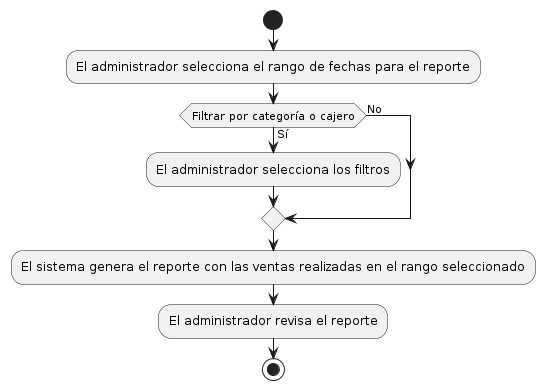 El administrador selecciona el rango de fechas para el reporte
Filtrar por categoría o cajero
No
Sí
El administrador selecciona los filtros
El sistema genera el reporte con las ventas realizadas en el rango seleccionado
El administrador revisa el reporte